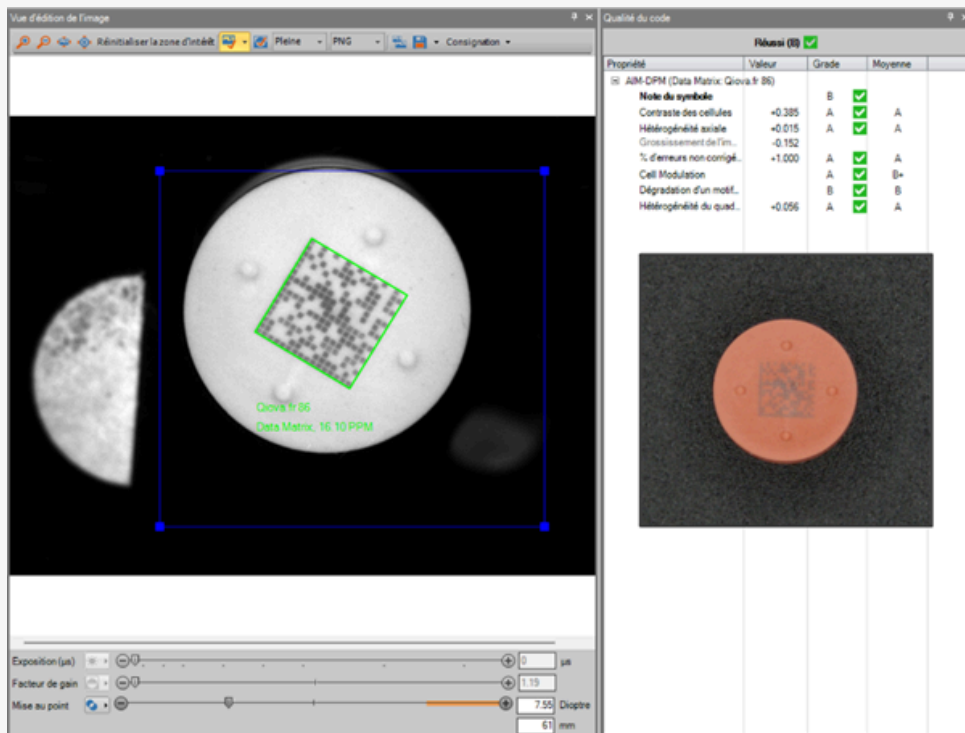 Vue d'édition de l'image
Réinitialiser la zone d'intérêt Pleine PNG Consignation
Qiova.fr 86
Data Matrix, 16.10 PPM
Exposition (µs) 0 µs
Facteur de gain 1.19
Mise au point 7.55 Dioptre
61 mm
Qualité du code
Réussi (B)
Propriété Valeur Grade Moyenne
AIM-DPM (Data Matrix: Qiova.fr 86)
Note du symbole B
Contraste des cellules +0.385 A A
Hétérogénéité axiale +0.015 A A
Grossissement de l'im... -0.152
% d'erreurs non corrigé... +1.000 A A
Cell Modulation A B+
Dégradation d'un motif... B B
Hétérogénéité du quad... +0.056 A A